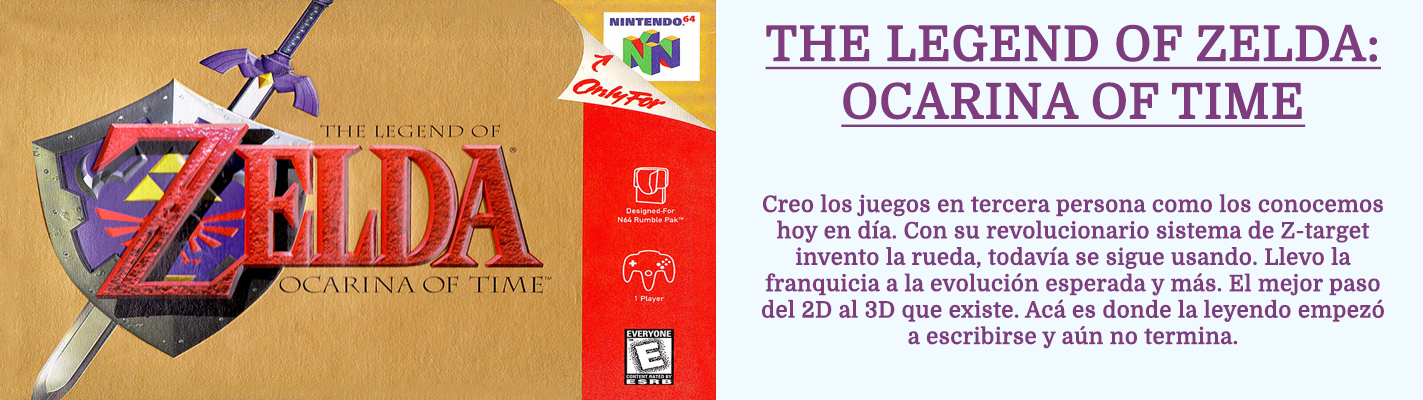 NINTENDO 64
Only For
THE LEGEND OF
ZELDA®
OCARINA OF TIME™
Designed For
N64 Rumble Pak™
1 Player
EVERYONE
E
CONTENT RATED BY
ESRB
THE LEGEND OF ZELDA:
OCARINA OF TIME
Creo los juegos en tercera persona como los conocemos
hoy en día. Con su revolucionario sistema de Z-target
invento la rueda, todavía se sigue usando. Llevo la
franquicia a la evolución esperada y más. El mejor paso
del 2D al 3D que existe. Acá es donde la leyendo empezó
a escribirse y aún no termina.